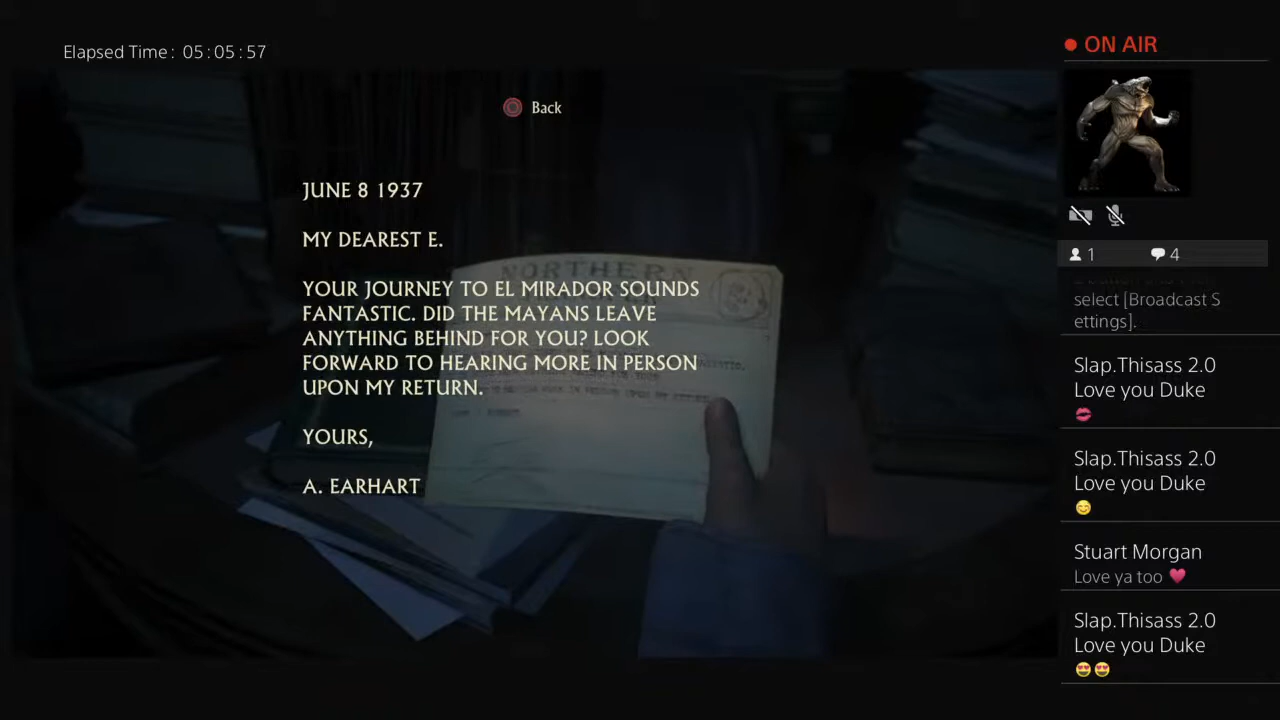 Elapsed Time: 05:05:57
ON AIR
Back
JUNE 8 1937
MY DEAREST E.
YOUR JOURNEY TO EL MIRADOR SOUNDS
FANTASTIC. DID THE MAYANS LEAVE
ANYTHING BEHIND FOR YOU? LOOK
FORWARD TO HEARING MORE IN PERSON
UPON MY RETURN.
YOURS,
A. EARHART
NORTHERN
1
4
select [Broadcast S
ettings].
Slap.Thisass 2.0
Love you Duke
💋
Slap.Thisass 2.0
Love you Duke
😊
Stuart Morgan
Love ya too ♥
Slap.Thisass 2.0
Love you Duke
😍😍